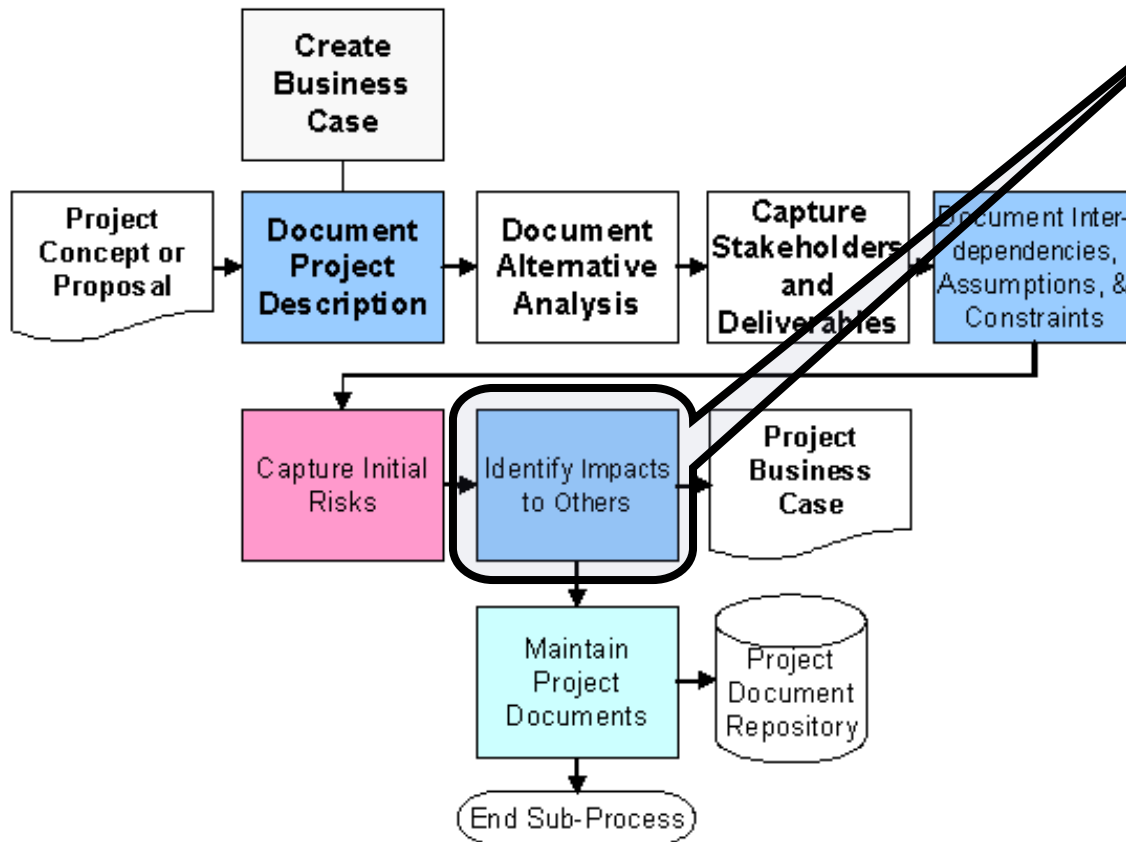 Create
Business
Case
Project
Concept or
Proposal
Document
Project
Description
Document
Alternative
Analysis
Capture
Stakeholders
and
Deliverables
Document Inter-
dependencies,
Assumptions, &
Constraints
Capture Initial
Risks
Identify Impacts
to Others
Project
Business
Case
Maintain
Project
Documents
Project
Document
Repository
End Sub-Process